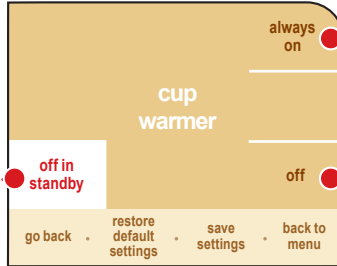 always
on
cup
warmer
off in
standby
off
go back
restore
default
settings
save
settings
back to
menu